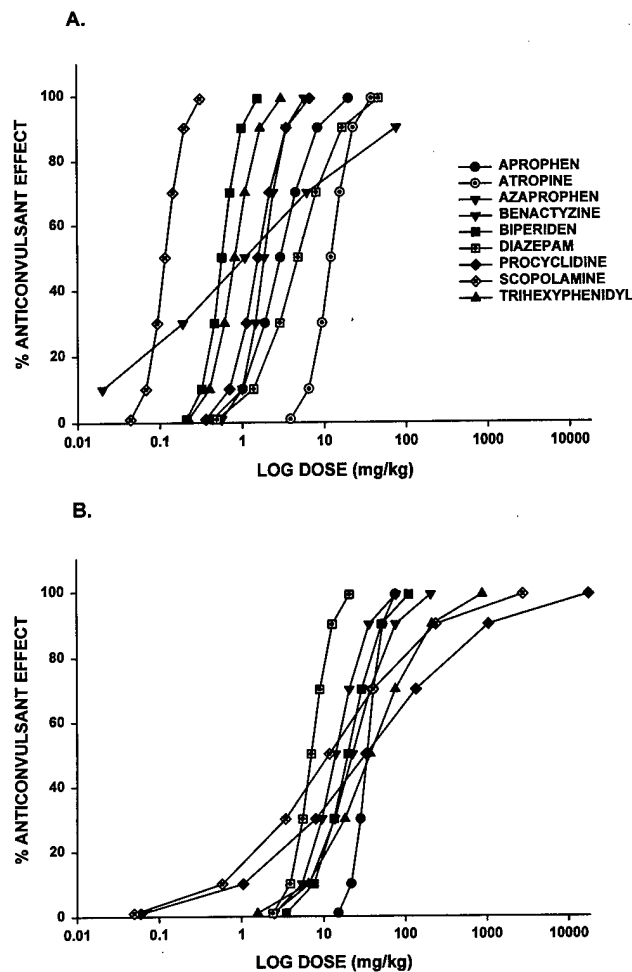 A.
% ANTICONVULSANT EFFECT
100
80
60
40
20
0
0.01 0.1 1 10 100 1000 10000
LOG DOSE (mg/kg)
APROPHEN
ATROPINE
AZAPROPHEN
BENACTYZINE
BIPERIDEN
DIAZEPAM
PROCYCLIDINE
SCOPOLAMINE
TRIHEXYPHENIDYL
B.
% ANTICONVULSANT EFFECT
100
80
60
40
20
0
0.01 0.1 1 10 100 1000 10000
LOG DOSE (mg/kg)